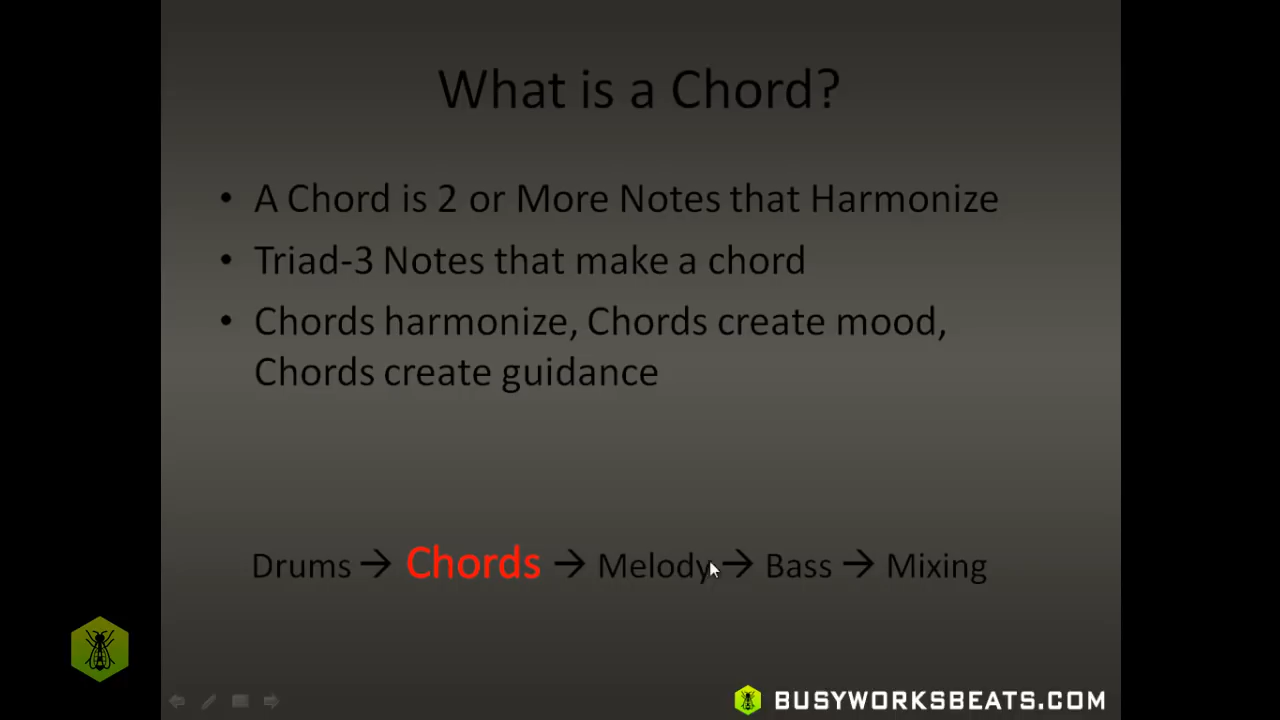 What is a Chord?
• A Chord is 2 or More Notes that Harmonize
• Triad-3 Notes that make a chord
• Chords harmonize, Chords create mood,
Chords create guidance
Drums → Chords → Melody → Bass → Mixing
BUSYWORKSBEATS.COM